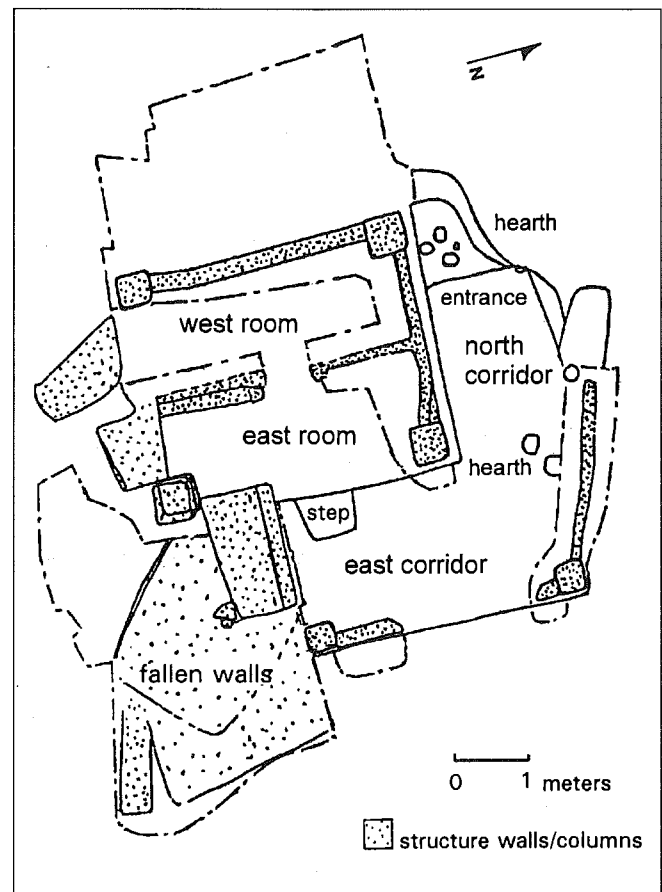 N
hearth
entrance
west room
north
corridor
east room
hearth
step
east corridor
fallen walls
0 1 meters
structure walls/columns